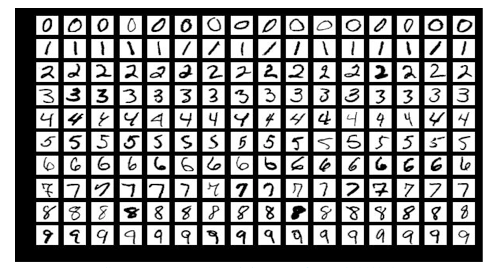 0 0 0 0 0 0 0 0 0 0 0 0 0 0 0 0
1 1 1 1 1 1 1 1 1 1 1 1 1 1 1 1
2 2 2 2 2 2 2 2 2 2 2 2 2 2 2 2
3 3 3 3 3 3 3 3 3 3 3 3 3 3 3 3
4 4 4 4 4 4 4 4 4 4 4 4 4 4 4 4
5 5 5 5 5 5 5 5 5 5 5 5 5 5 5 5
6 6 6 6 6 6 6 6 6 6 6 6 6 6 6 6
7 7 7 7 7 7 7 7 7 7 7 7 7 7 7 7
8 8 8 8 8 8 8 8 8 8 8 8 8 8 8 8
9 9 9 9 9 9 9 9 9 9 9 9 9 9 9 9